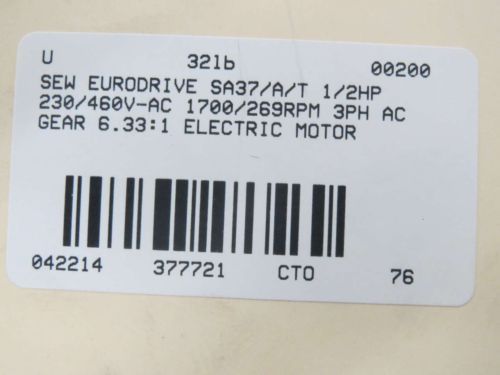 U 32lb 00200
SEW EURODRIVE SA37/A/T 1/2HP
230/460V-AC 1700/269RPM 3PH AC
GEAR 6.33:1 ELECTRIC MOTOR
042214 377721 CTO 76